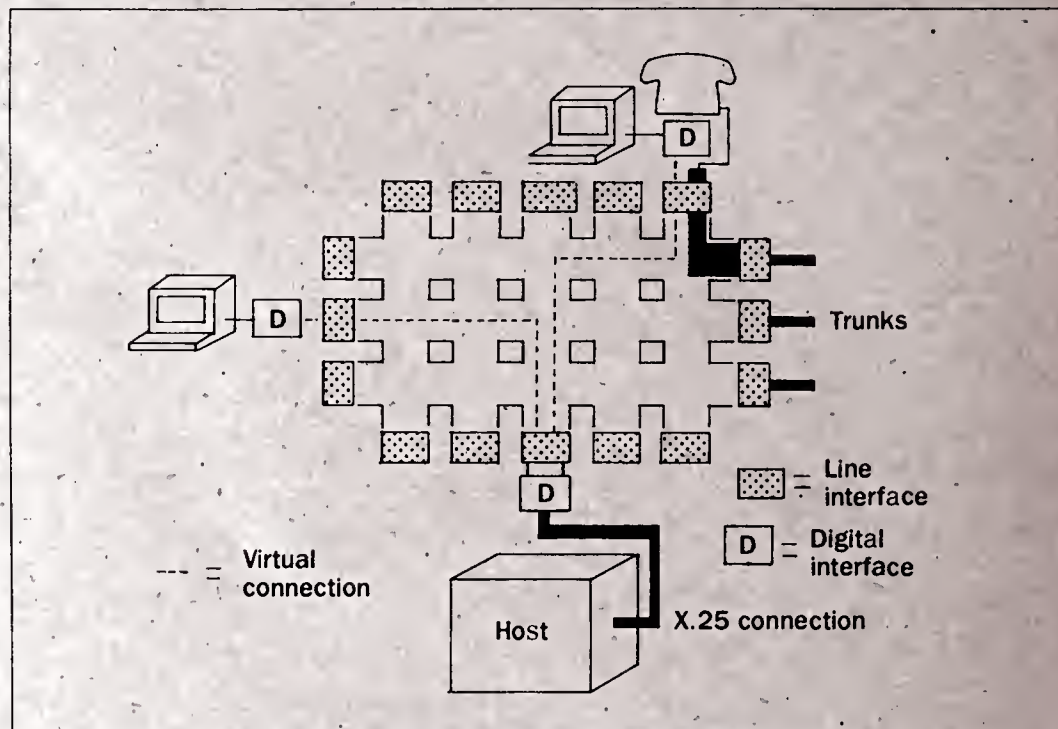 D
Trunks
D
D
= Line
interface
D = Digital
interface
--- = Virtual
connection
Host
X.25 connection